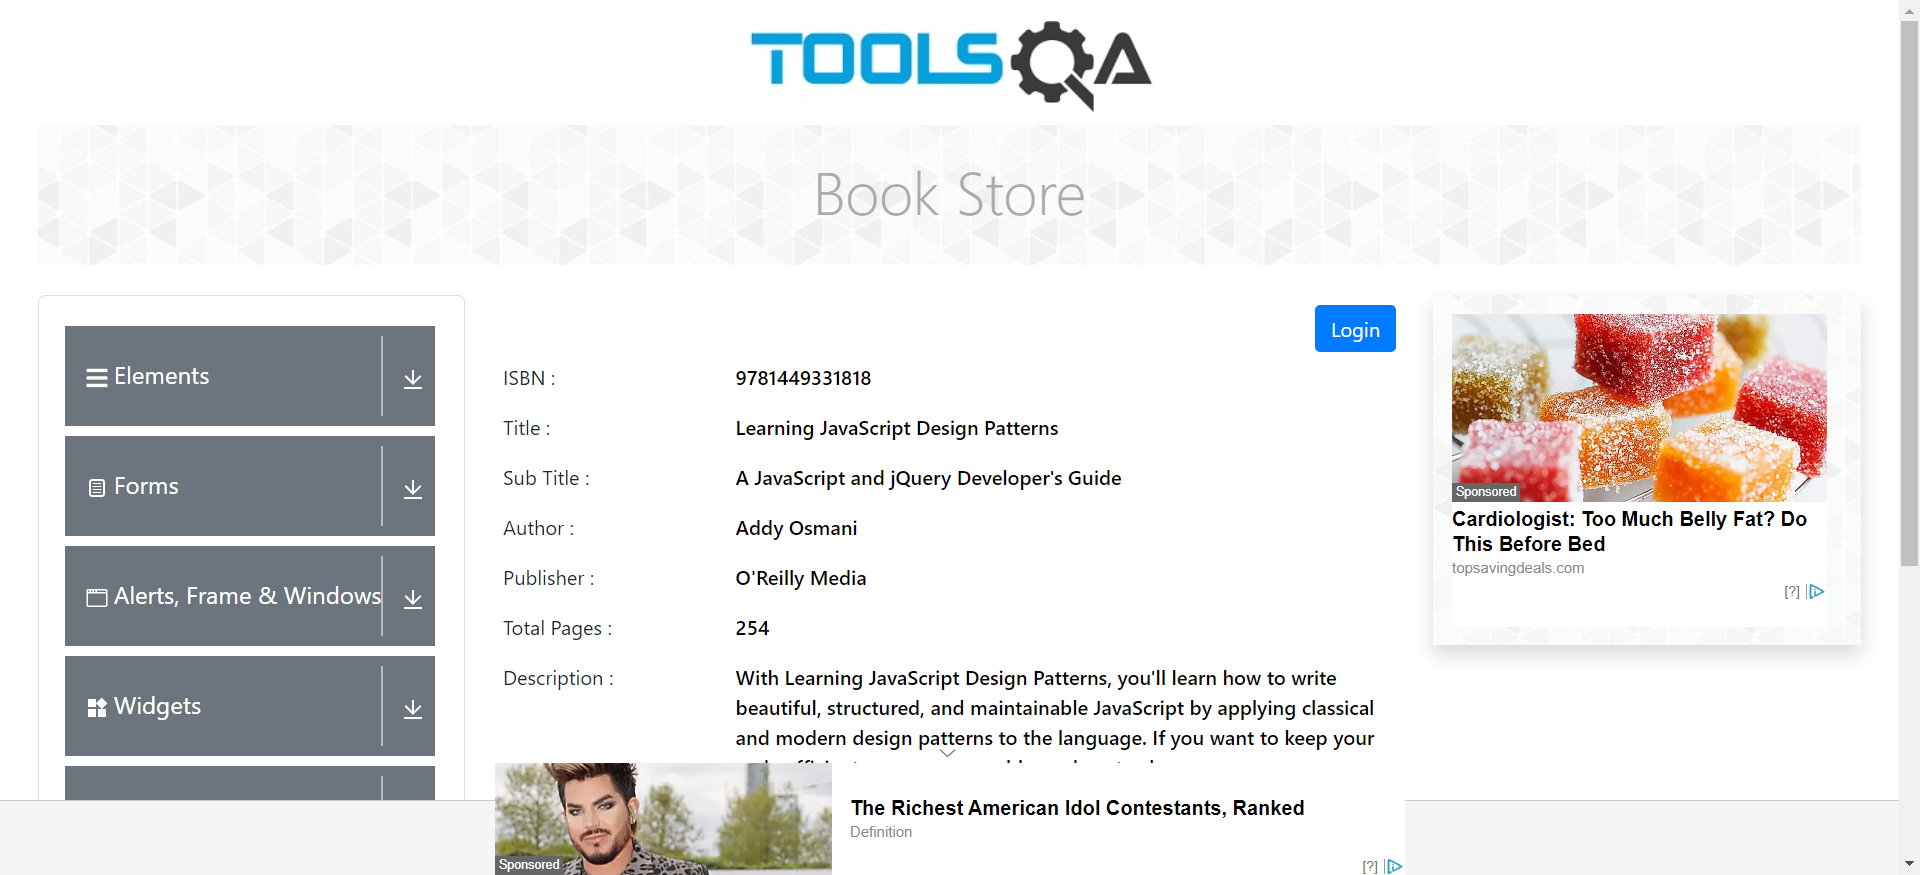 TOOLSQA
Book Store
Elements
Forms
Alerts, Frame & Windows
Widgets
Login
ISBN : 9781449331818
Title : Learning JavaScript Design Patterns
Sub Title : A JavaScript and jQuery Developer's Guide
Author : Addy Osmani
Publisher : O'Reilly Media
Total Pages : 254
Description : With Learning JavaScript Design Patterns, you'll learn how to write
beautiful, structured, and maintainable JavaScript by applying classical
and modern design patterns to the language. If you want to keep your
Sponsored
Cardiologist: Too Much Belly Fat? Do
This Before Bed
topsavingdeals.com
[?]
Sponsored
The Richest American Idol Contestants, Ranked
Definition
[?]